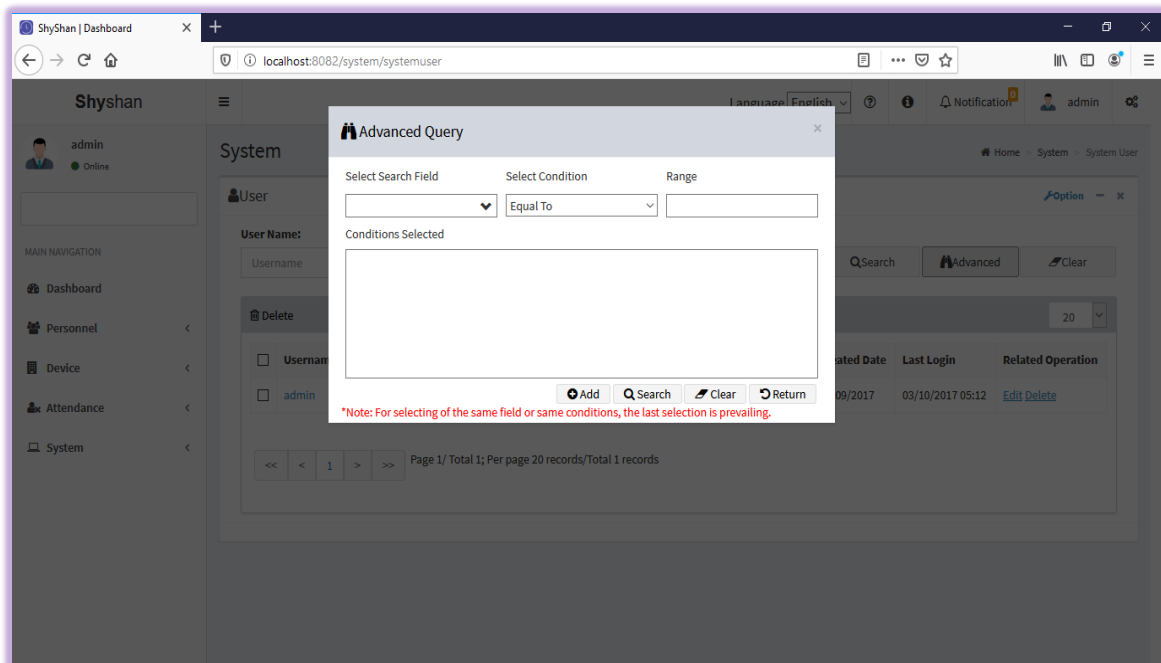 ShyShan | Dashboard
localhost:8082/system/systemuser
Shyshan
Language English
0
Notification
admin
admin
Online
System
Home > System > System User
MAIN NAVIGATION
Dashboard
Personnel
Device
Attendance
System
User
Option
User Name:
Username
Search
Advanced
Clear
Delete
20
Usernam
ated Date
Last Login
Related Operation
admin
09/2017
03/10/2017 05:12
Edit Delete
<< < 1 > >> Page 1/ Total 1; Per page 20 records/Total 1 records
Advanced Query
Select Search Field
Select Condition
Range
Equal To
Conditions Selected
Add
Search
Clear
Return
*Note: For selecting of the same field or same conditions, the last selection is prevailing.